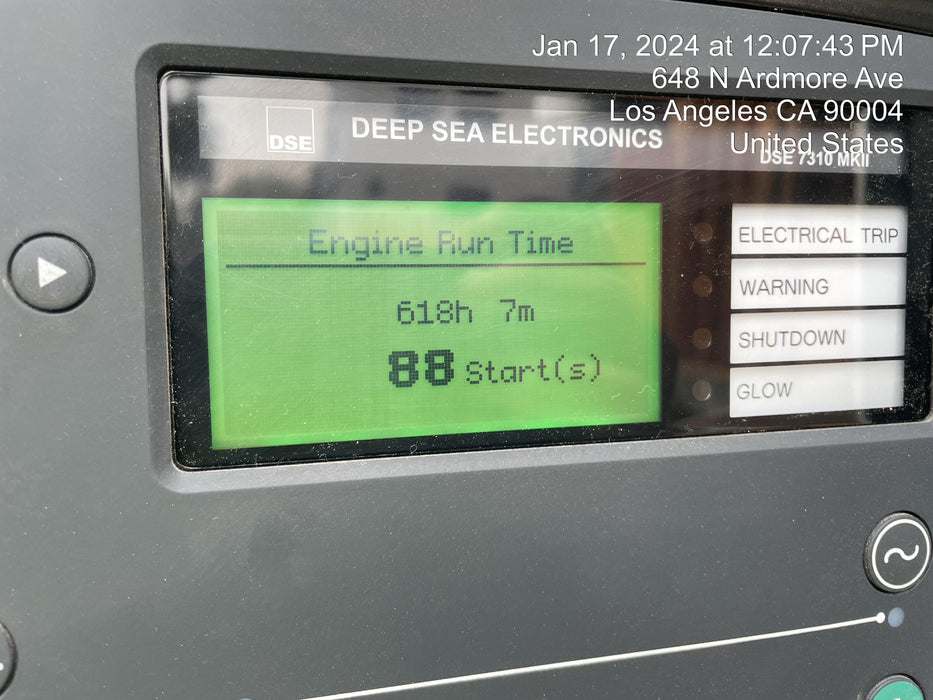 Jan 17, 2024 at 12:07:43 PM
648 N Ardmore Ave
Los Angeles CA 90004
United States
DSE
DEEP SEA ELECTRONICS
DSE 7310 MKII
Engine Run Time
618h 7m
88 Start(s)
ELECTRICAL TRIP
WARNING
SHUTDOWN
GLOW